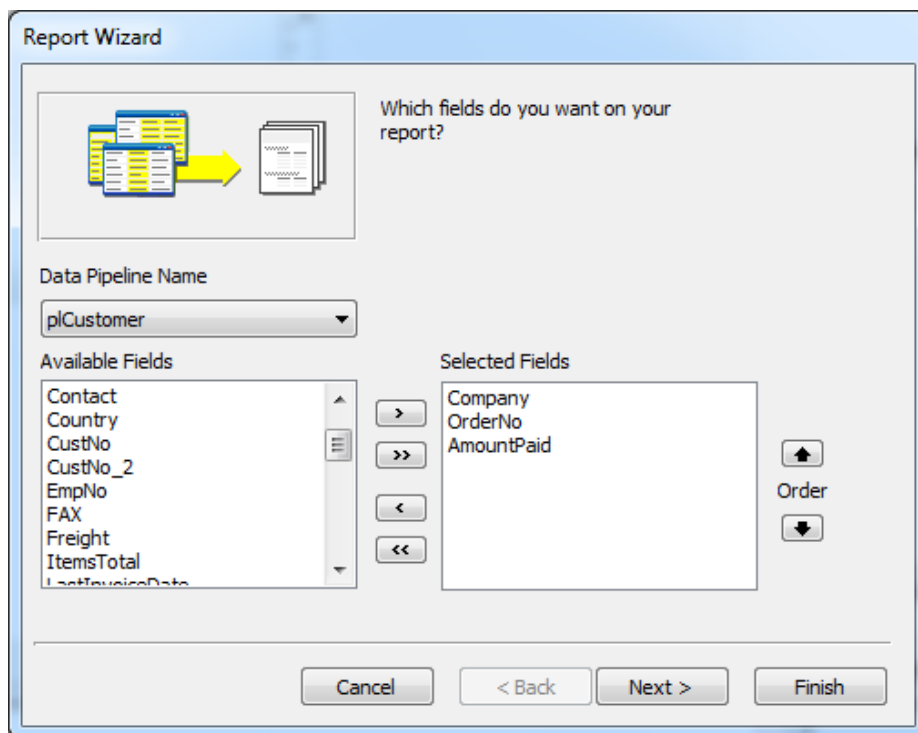 Report Wizard
Which fields do you want on your
report?
Data Pipeline Name
plCustomer
Available Fields
Contact
Country
CustNo
CustNo_2
EmpNo
FAX
Freight
ItemsTotal
LastInvoiceDate
>
>>
<
<<
Selected Fields
Company
OrderNo
AmountPaid
Order
Cancel
< Back
Next >
Finish